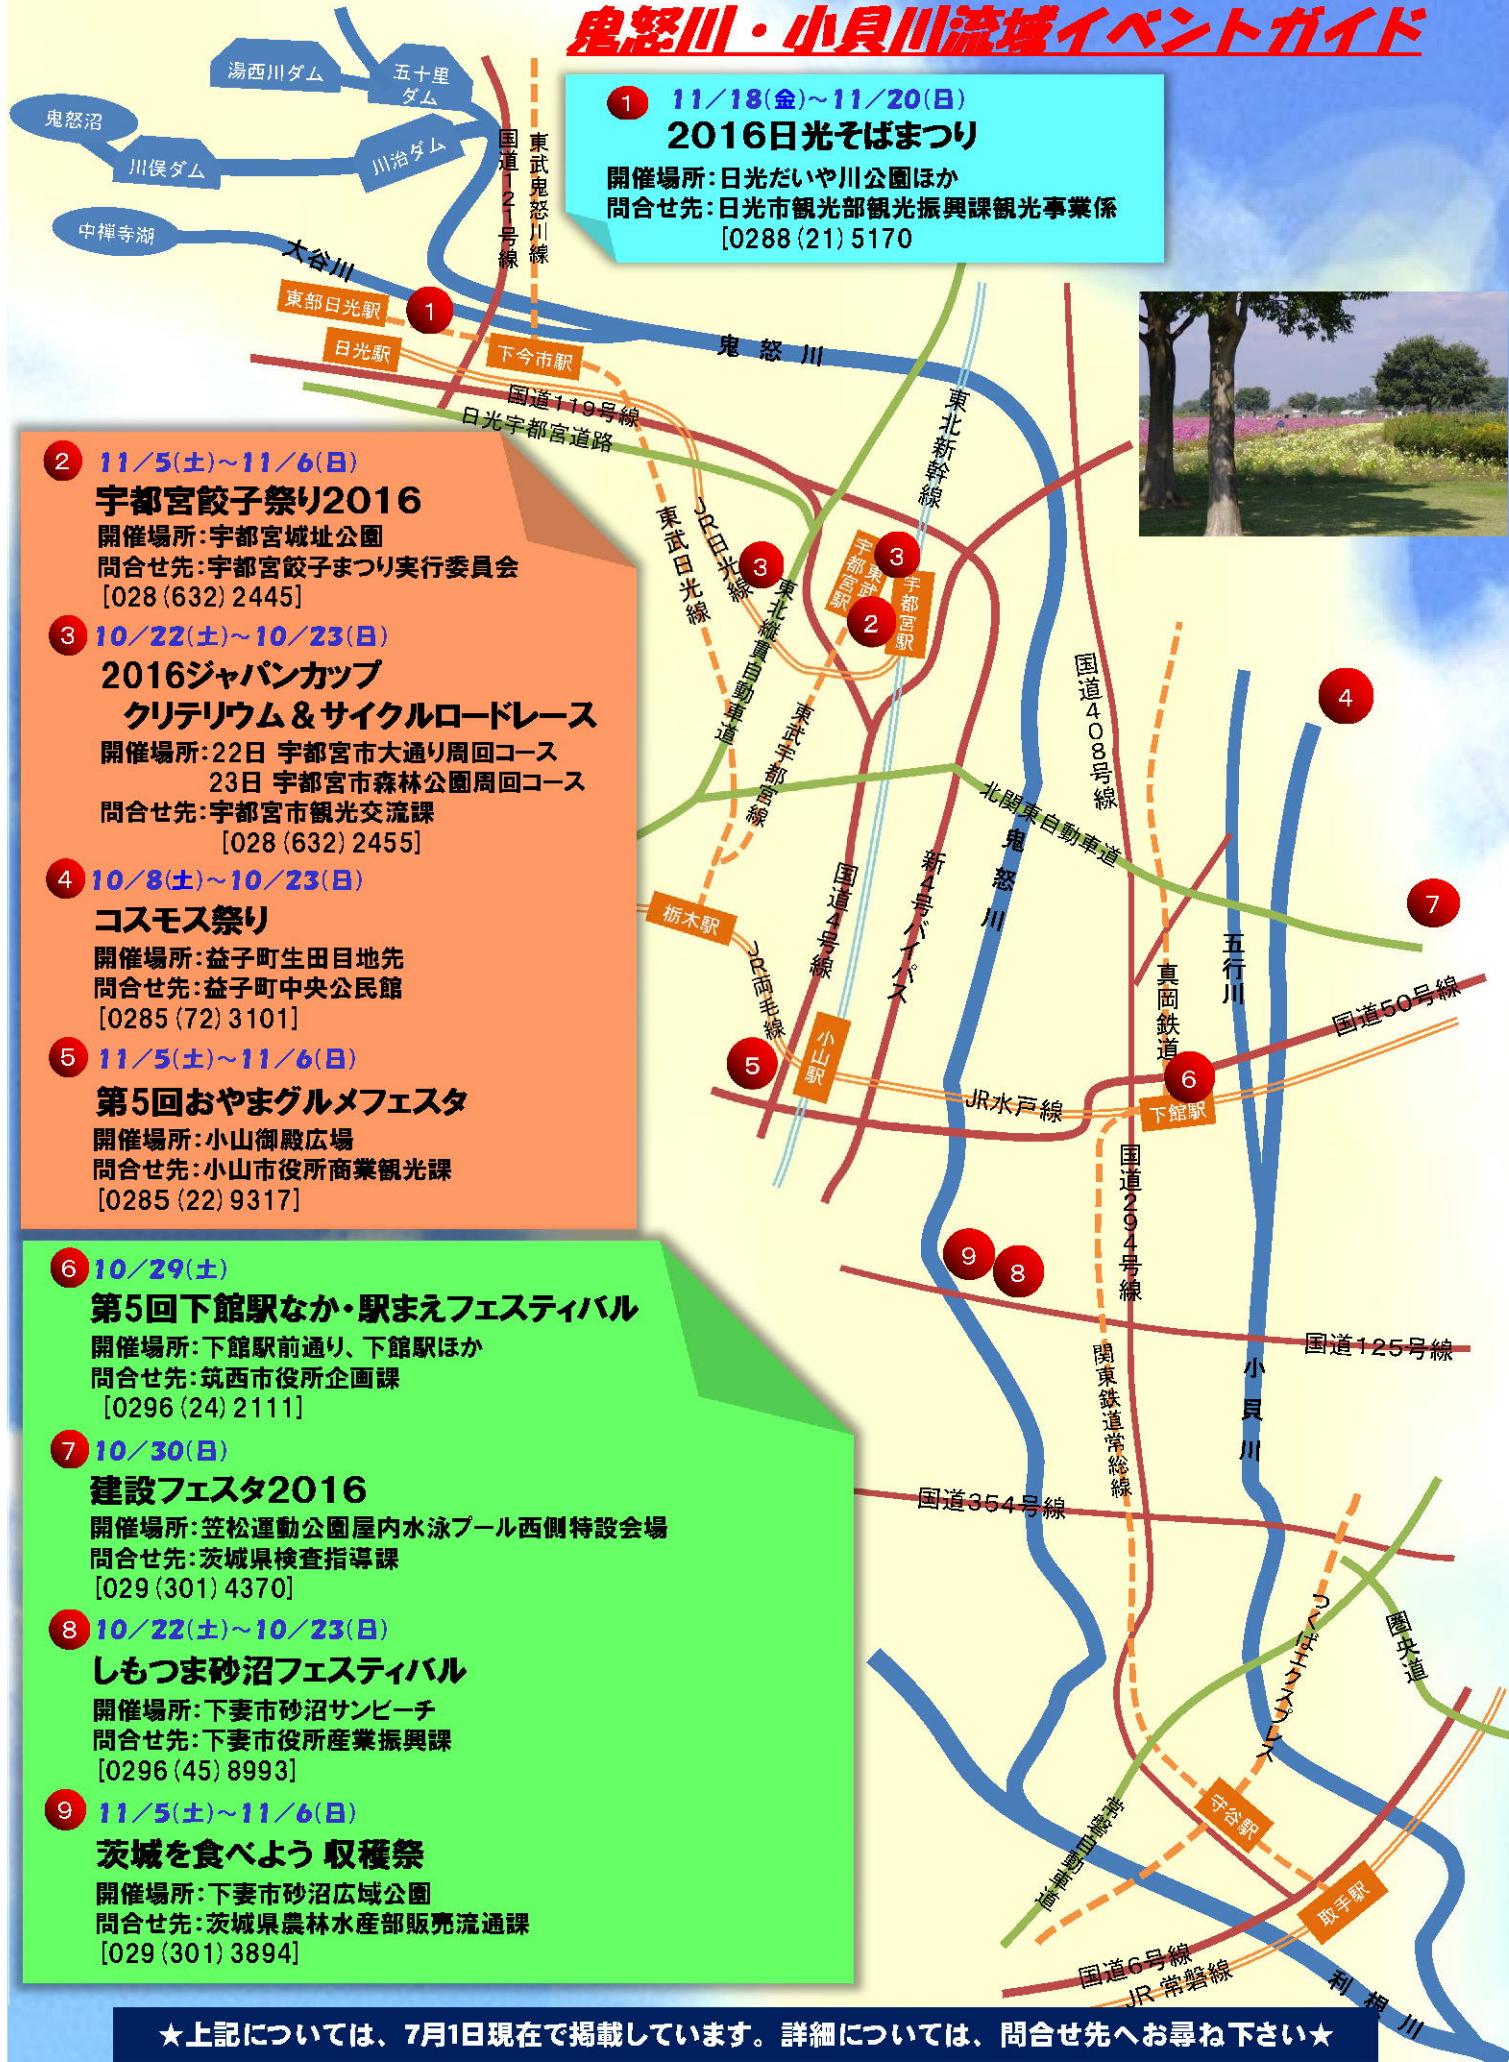 鬼怒川・小貝川流域イベントガイド
1 11/18(金)~11/20(日)
2016日光そばまつり
開催場所:日光だいや川公園ほか
問合せ先:日光市観光部観光振興課観光事業係
[0288(21)5170
湯西川ダム
五十里
ダム
鬼怒沼
川俣ダム
川治ダム
中禅寺湖
大谷川
国道121号線
東武鬼怒川線
東部日光駅
1
日光駅
下今市駅
鬼怒川
国道119号線
日光宇都宮道路
東北新幹線
東武日光線
JR日光線
3
東北縦貫自動車道
東武
宇都宮駅
3
2
宇都宮駅
東武宇都宮線
国道408号線
4
北関東自動車道
鬼怒川
国道4号線
新4号バイパス
栃木駅
JR両毛線
小山駅
5
真岡鉄道
五行川
7
国道50号線
6
下館駅
JR水戸線
国道294号線
9
8
国道125号線
小貝川
関東鉄道常総線
国道354号線
つくばエクスプレス
圏央道
守谷駅
常磐自動車道
取手駅
国道6号線
JR 常磐線
利根川
2 11/5(土)~11/6(日)
宇都宮餃子祭り2016
開催場所:宇都宮城址公園
問合せ先:宇都宮餃子まつり実行委員会
[028(632)2445]
3 10/22(土)~10/23(日)
2016ジャパンカップ
クリテリウム&サイクルロードレース
開催場所:22日 宇都宮市大通り周回コース
23日 宇都宮市森林公園周回コース
問合せ先:宇都宮市観光交流課
[028(632)2455]
4 10/8(土)~10/23(日)
コスモス祭り
開催場所:益子町生田目地先
問合せ先:益子町中央公民館
[0285(72)3101]
5 11/5(土)~11/6(日)
第5回おやまグルメフェスタ
開催場所:小山御殿広場
問合せ先:小山市役所商業観光課
[0285(22)9317]
6 10/29(土)
第5回下館駅なか・駅まえフェスティバル
開催場所:下館駅前通り、下館駅ほか
問合せ先:筑西市役所企画課
[0296(24)2111]
7 10/30(日)
建設フェスタ2016
開催場所:笠松運動公園屋内水泳プール西側特設会場
問合せ先:茨城県検査指導課
[029(301)4370]
8 10/22(土)~10/23(日)
しもつま砂沼フェスティバル
開催場所:下妻市砂沼サンビーチ
問合せ先:下妻市役所産業振興課
[0296(45)8993]
9 11/5(土)~11/6(日)
茨城を食べよう 収穫祭
開催場所:下妻市砂沼広域公園
問合せ先:茨城県農林水産部販売流通課
[029(301)3894]
★上記については、7月1日現在で掲載しています。詳細については、問合せ先へお尋ね下さい★